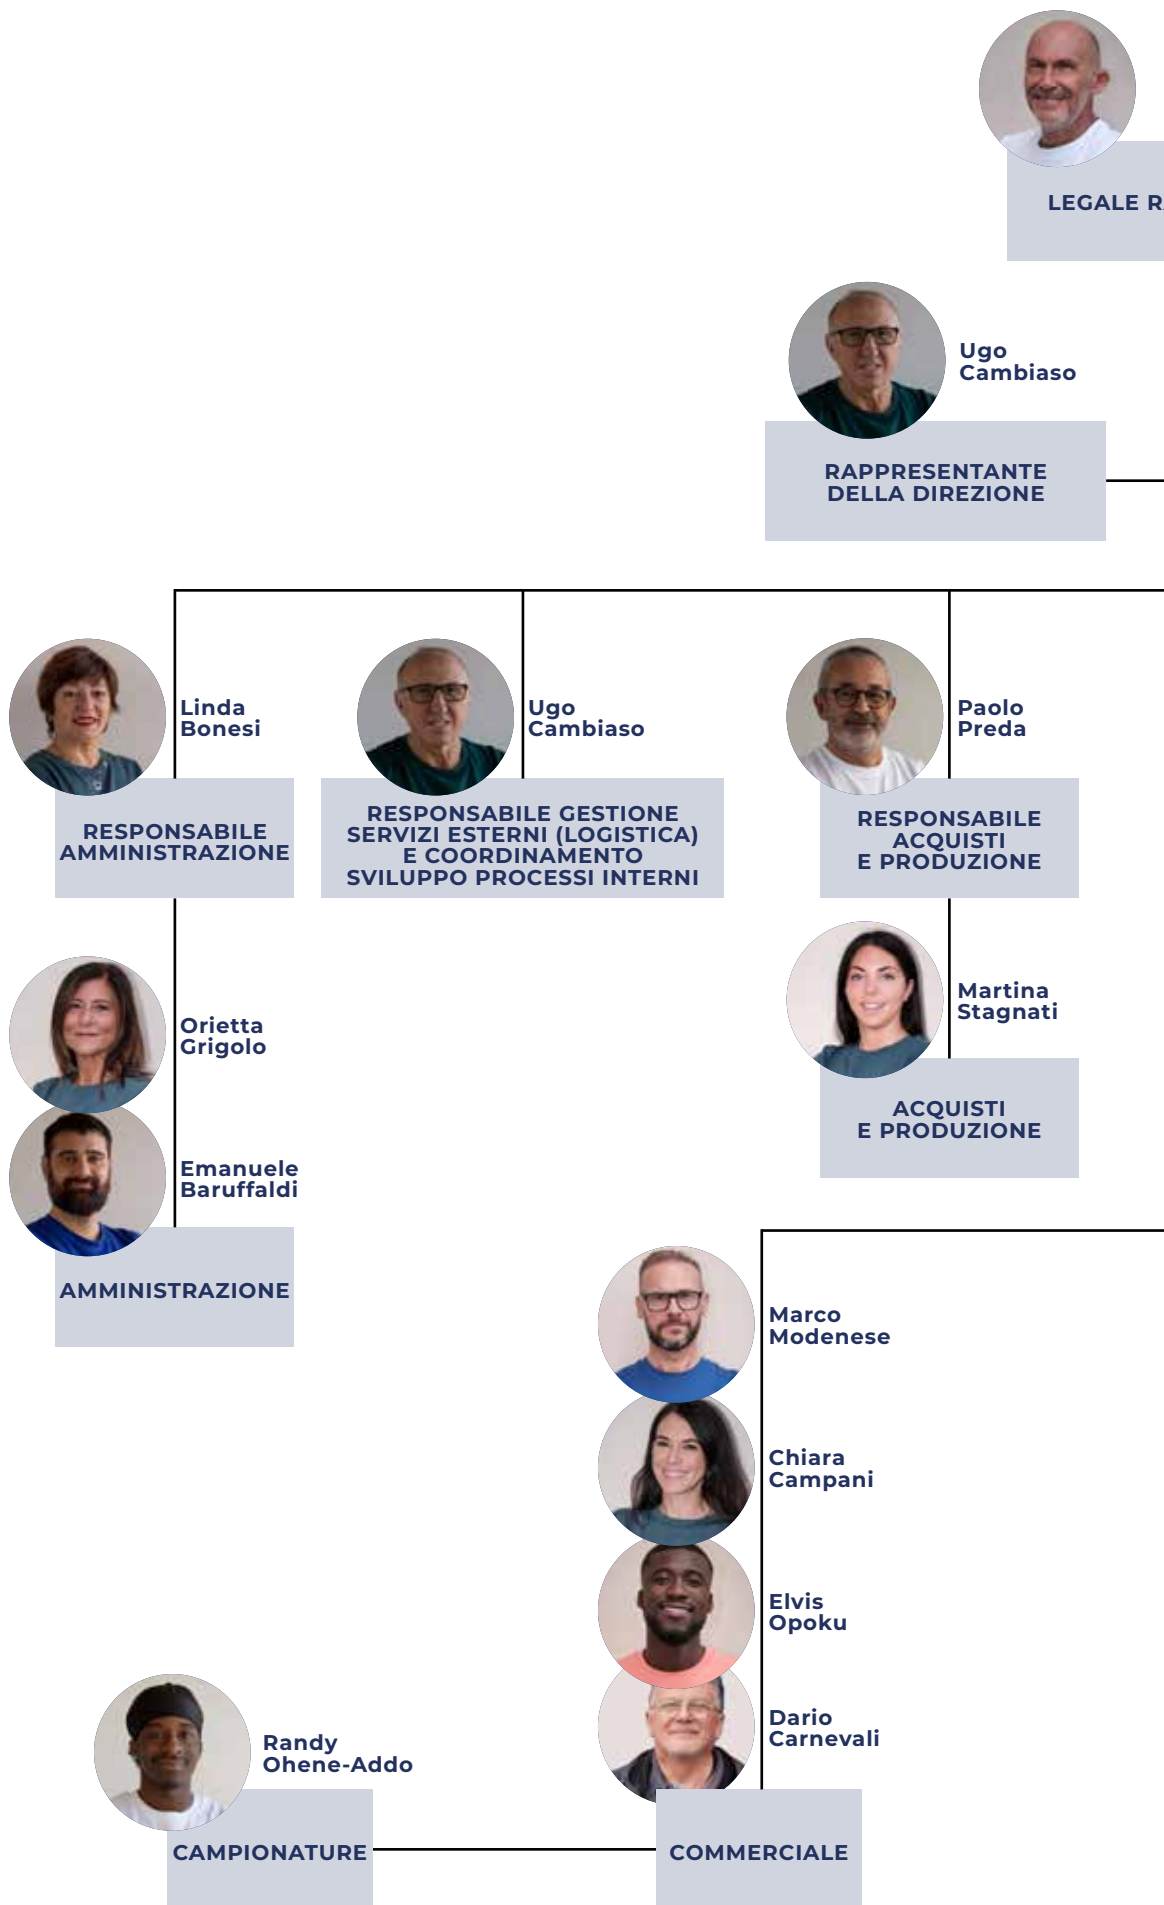 LEGALE
Ugo
Cambiaso
RAPPRESENTANTE
DELLA DIREZIONE
Linda
Bonesi
RESPONSABILE
AMMINISTRAZIONE
Ugo
Cambiaso
RESPONSABILE GESTIONE
SERVIZI ESTERNI (LOGISTICA)
E COORDINAMENTO
SVILUPPO PROCESSI INTERNI
Paolo
Preda
RESPONSABILE
ACQUISTI
E PRODUZIONE
Orietta
Grigolo
Emanuele
Baruffaldi
AMMINISTRAZIONE
Martina
Stagnati
ACQUISTI
E PRODUZIONE
Marco
Modenese
Chiara
Campani
Elvis
Opoku
Dario
Carnevali
COMMERCIALE
Randy
Ohene-Addo
CAMPIONATURE